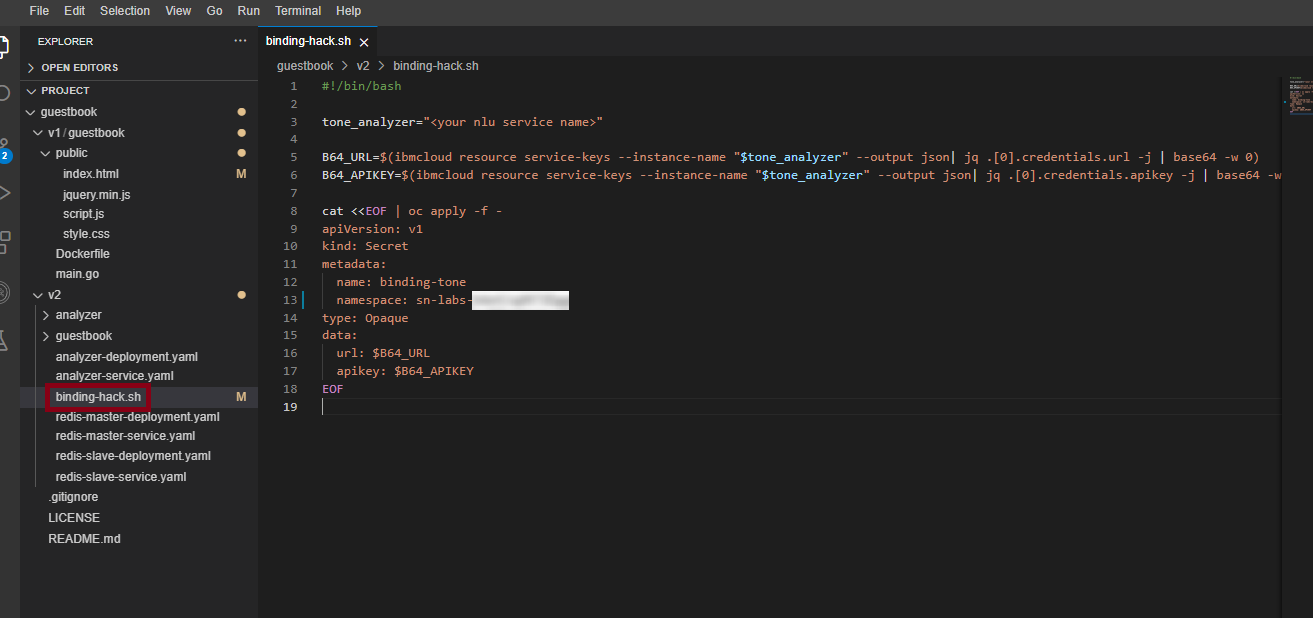 File Edit Selection View Go Run Terminal Help
EXPLORER ···
OPEN EDITORS
PROJECT
guestbook
v1 / guestbook
public
index.html M
jquery.min.js
script.js
style.css
Dockerfile
main.go
v2
analyzer
guestbook
analyzer-deployment.yaml
analyzer-service.yaml
binding-hack.sh M
redis-master-deployment.yaml
redis-master-service.yaml
redis-slave-deployment.yaml
redis-slave-service.yaml
.gitignore
LICENSE
README.md
2
binding-hack.sh
guestbook > v2 > binding-hack.sh
1 #!/bin/bash
2
3 tone_analyzer="<your nlu service name>"
4
5 B64_URL=$(ibmcloud resource service-keys --instance-name "$tone_analyzer" --output json| jq .[0].credentials.url -j | base64 -w 0)
6 B64_APIKEY=$(ibmcloud resource service-keys --instance-name "$tone_analyzer" --output json| jq .[0].credentials.apikey -j | base64 -w
7
8 cat <<EOF | oc apply -f -
9 apiVersion: v1
10 kind: Secret
11 metadata:
12 name: binding-tone
13 namespace: sn-labs-
14 type: Opaque
15 data:
16 url: $B64_URL
17 apikey: $B64_APIKEY
18 EOF
19